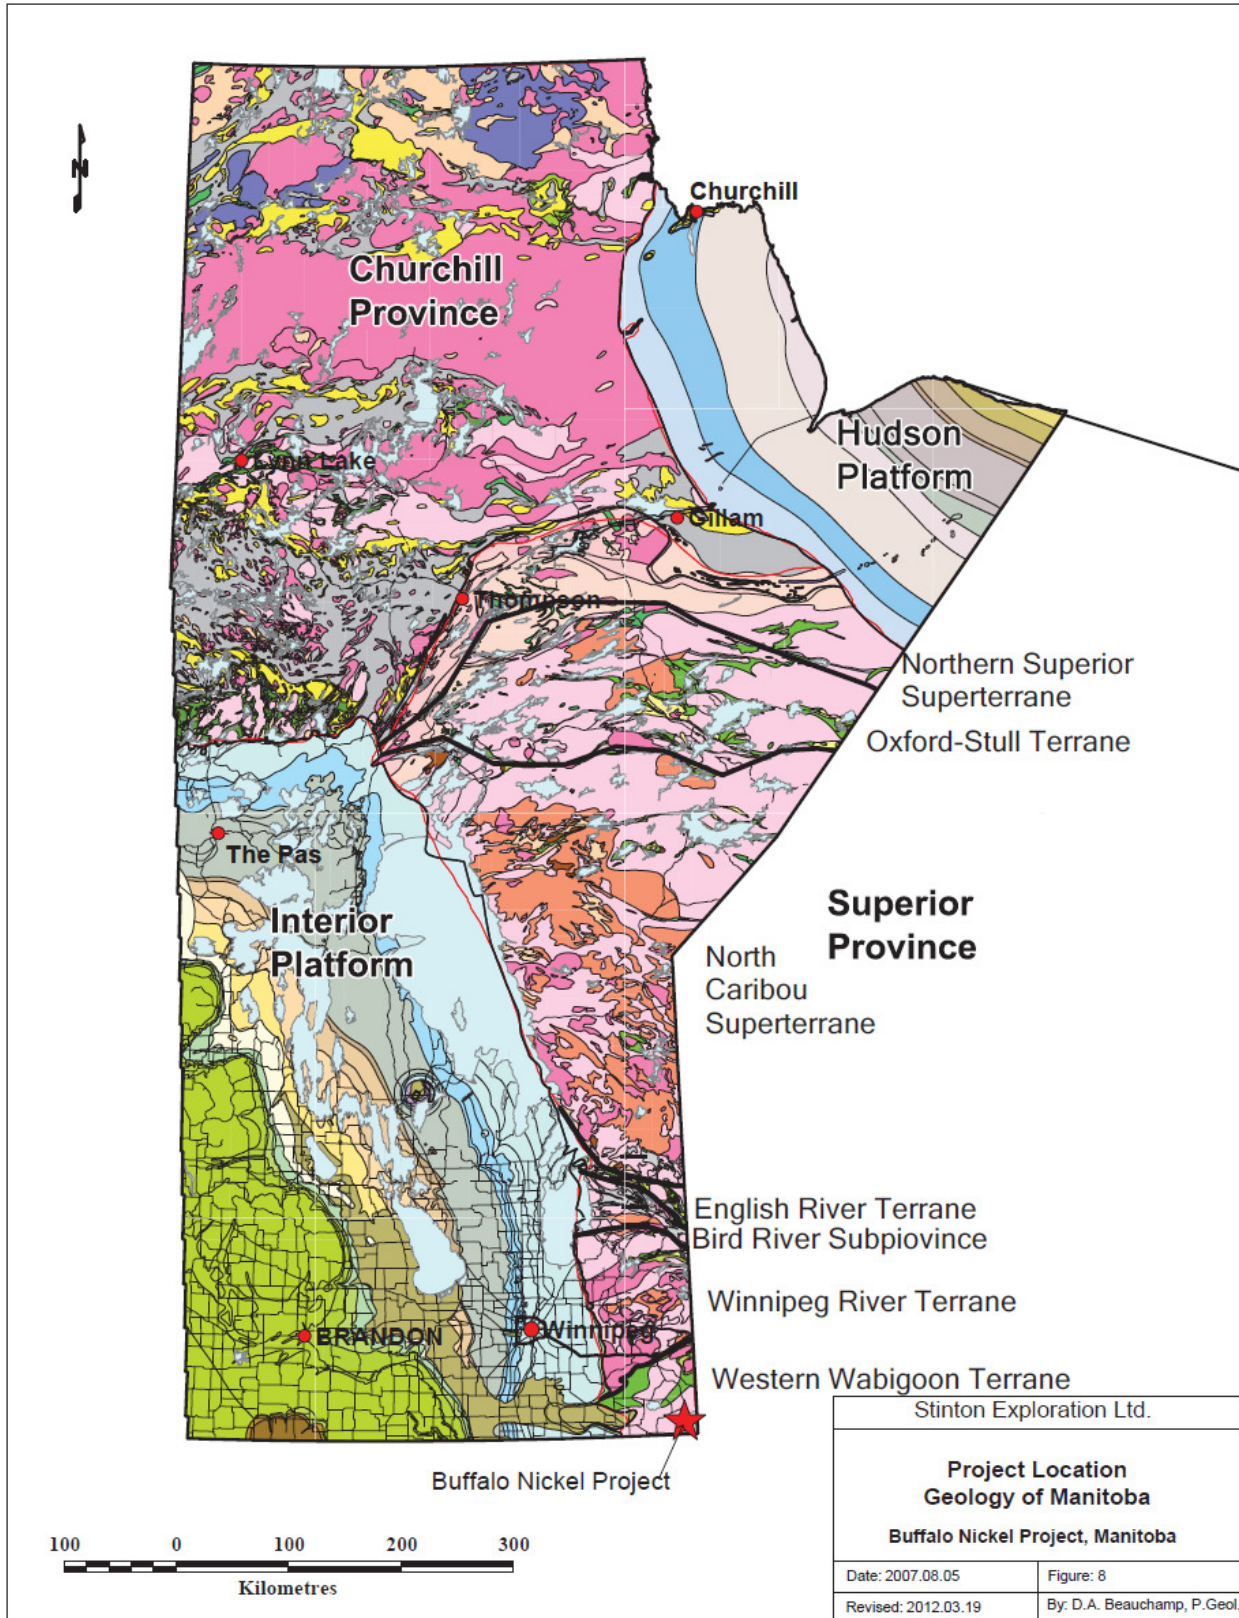 N
Churchill
Churchill
Province
Hudson
Platform
Lynn Lake
Gillam
Thompson
Northern Superior
Superterrane
Oxford-Stull Terrane
The Pas
Interior
Platform
Superior
Province
North
Caribou
Superterrane
English River Terrane
Bird River Subpiovince
Winnipeg River Terrane
BRANDON
Winnipeg
Western Wabigoon Terrane
Buffalo Nickel Project
Stinton Exploration Ltd.
Project Location
Geology of Manitoba
Buffalo Nickel Project, Manitoba
Date: 2007.08.05
Figure: 8
Revised: 2012.03.19
By: D.A. Beauchamp, P.Geol.
100 0 100 200 300
Kilometres